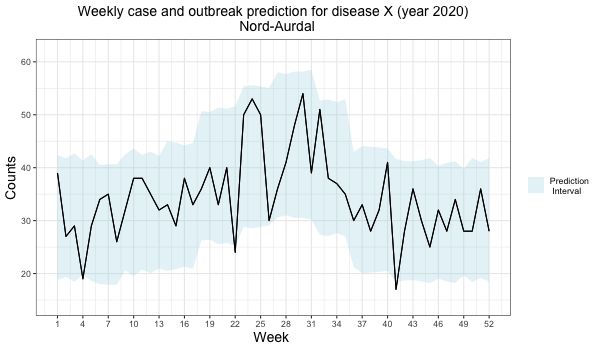 Weekly case and outbreak prediction for disease X (year 2020)
Nord-Aurdal
60
50
40
30
20
Counts
1 4 7 10 13 16 19 22 25 28 31 34 37 40 43 46 49 52
Week
Prediction
Interval